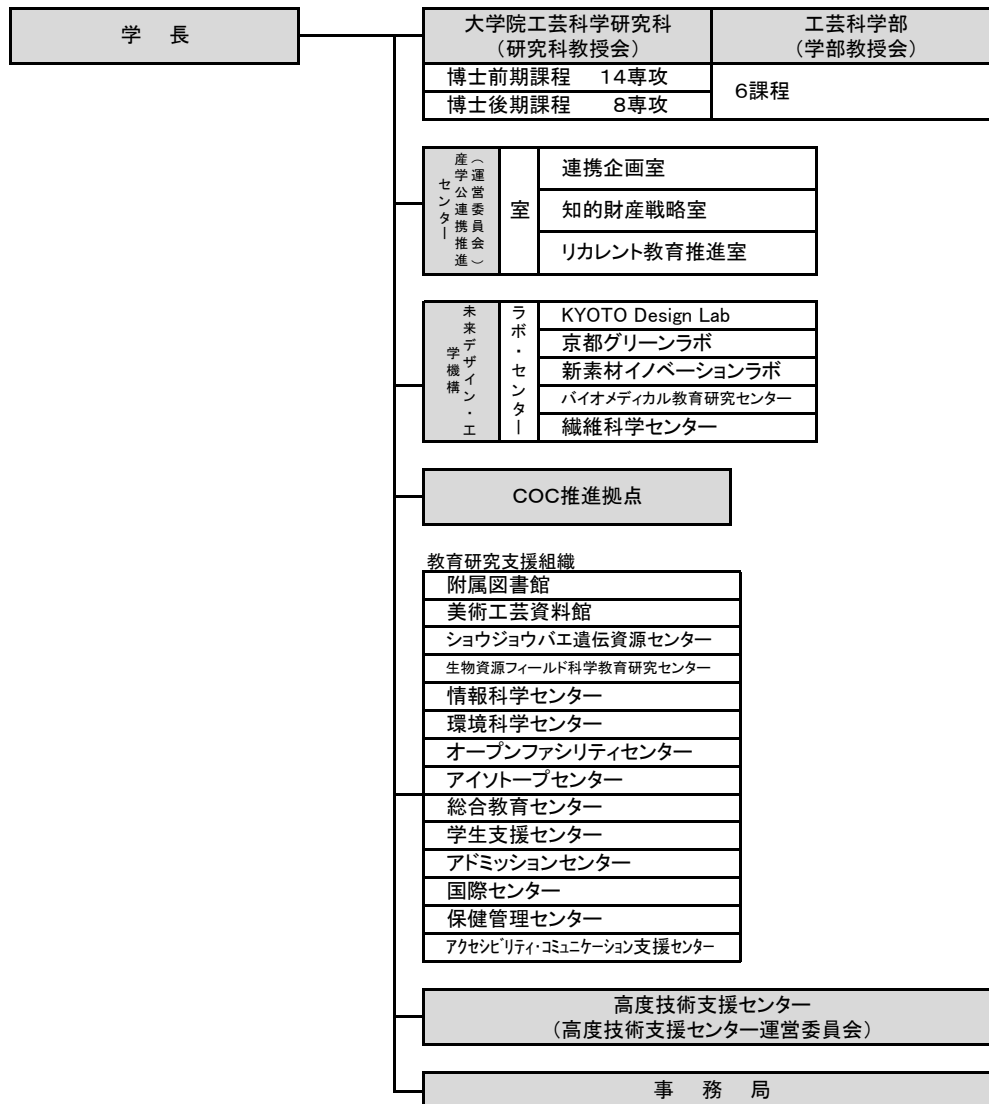 学　長
大学院工芸科学研究科
（研究科教授会）
工芸科学部
（学部教授会）
博士前期課程　１４専攻
博士後期課程　８専攻
６課程
産学公連携推進
センター
（運営委員会）
室
連携企画室
知的財産戦略室
リカレント教育推進室
未来デザイン・工
学機構
ラボ・センター
KYOTO Design Lab
京都グリーンラボ
新素材イノベーションラボ
バイオメディカル教育研究センター
繊維科学センター
ＣＯＣ推進拠点
教育研究支援組織
附属図書館
美術工芸資料館
ショウジョウバエ遺伝資源センター
生物資源フィールド科学教育研究センター
情報科学センター
環境科学センター
オープンファシリティセンター
アイソトープセンター
総合教育センター
学生支援センター
アドミッションセンター
国際センター
保健管理センター
アクセシビリティ・コミュニケーション支援センター
高度技術支援センター
（高度技術支援センター運営委員会）
事　務　局